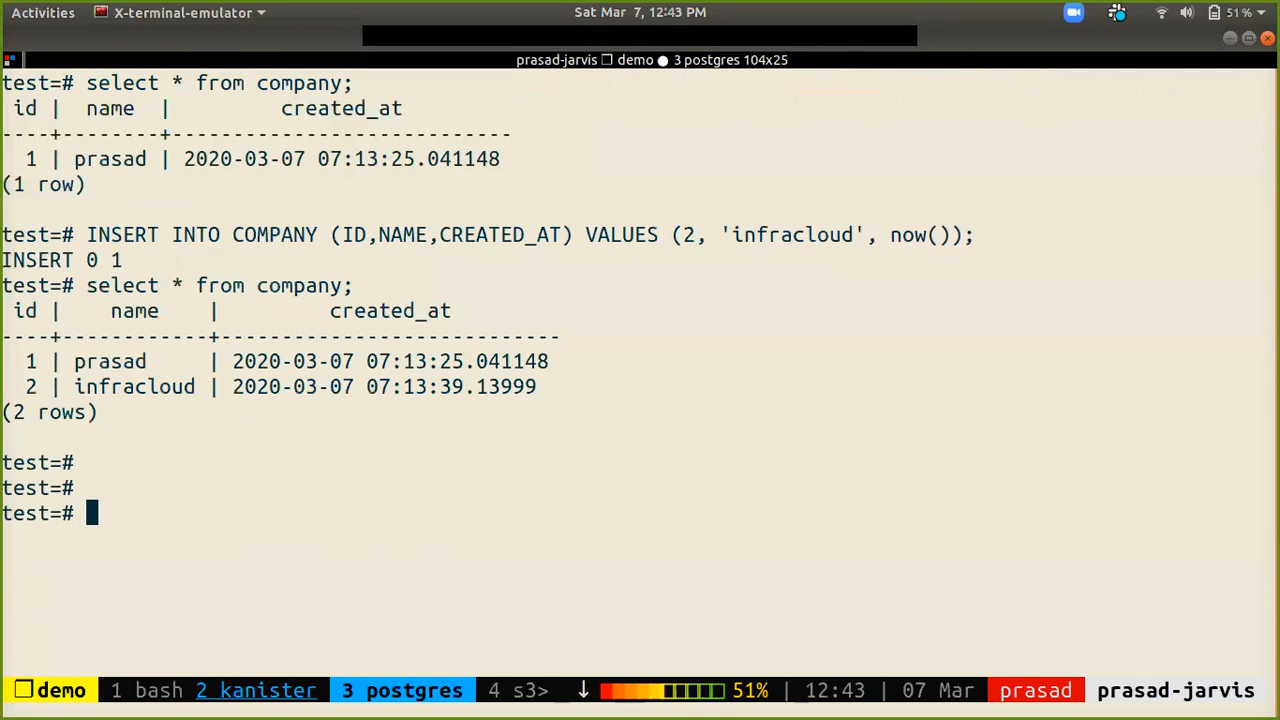 Activities X-terminal-emulator Sat Mar 7, 12:43 PM 51%
prasad-jarvis ❐ demo ● 3 postgres 104x25
test=# select * from company;
 id |  name  |         created_at
----+--------+----------------------------
  1 | prasad | 2020-03-07 07:13:25.041148
(1 row)
test=# INSERT INTO COMPANY (ID,NAME,CREATED_AT) VALUES (2, 'infracloud', now());
INSERT 0 1
test=# select * from company;
 id |    name    |         created_at
----+------------+----------------------------
  1 | prasad     | 2020-03-07 07:13:25.041148
  2 | infracloud | 2020-03-07 07:13:39.13999
(2 rows)
test=#
test=#
test=#
❐ demo 1 bash 2 kanister 3 postgres 4 s3> ↓ 51% | 12:43 | 07 Mar prasad prasad-jarvis